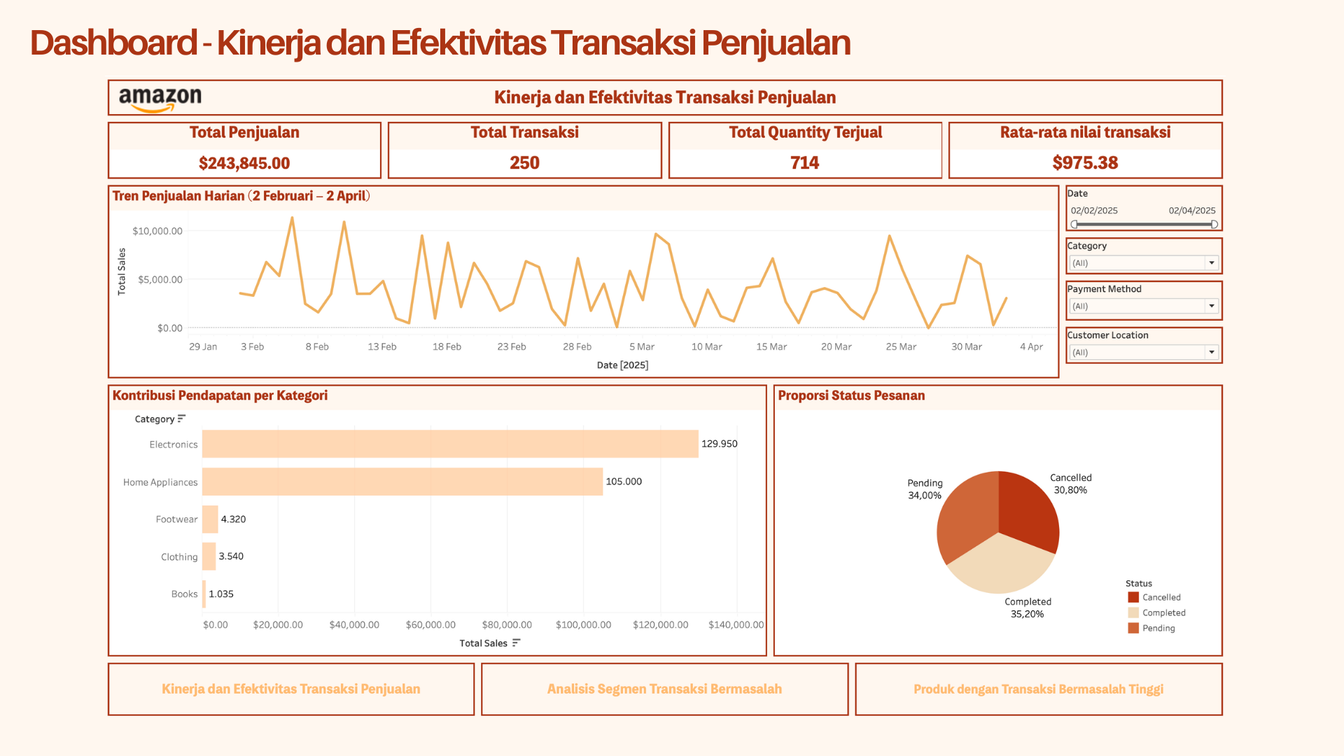 Dashboard - Kinerja dan Efektivitas Transaksi Penjualan
amazon
Kinerja dan Efektivitas Transaksi Penjualan
Total Penjualan
$243,845.00
Total Transaksi
250
Total Quantity Terjual
714
Rata-rata nilai transaksi
$975.38
Tren Penjualan Harian (2 Februari – 2 April)
Total Sales
$10,000.00
$5,000.00
$0.00
29 Jan
3 Feb
8 Feb
13 Feb
18 Feb
23 Feb
28 Feb
5 Mar
10 Mar
15 Mar
20 Mar
25 Mar
30 Mar
4 Apr
Date [2025]
Date
02/02/2025
02/04/2025
Category
(All)
Payment Method
(All)
Customer Location
(All)
Kontribusi Pendapatan per Kategori
Category
Electronics
129.950
Home Appliances
105.000
Footwear
4.320
Clothing
3.540
Books
1.035
$0.00
$20,000.00
$40,000.00
$60,000.00
$80,000.00
$100,000.00
$120,000.00
$140,000.00
Total Sales
Proporsi Status Pesanan
Pending
34,00%
Cancelled
30,80%
Completed
35,20%
Status
Cancelled
Completed
Pending
Kinerja dan Efektivitas Transaksi Penjualan
Analisis Segmen Transaksi Bermasalah
Produk dengan Transaksi Bermasalah Tinggi